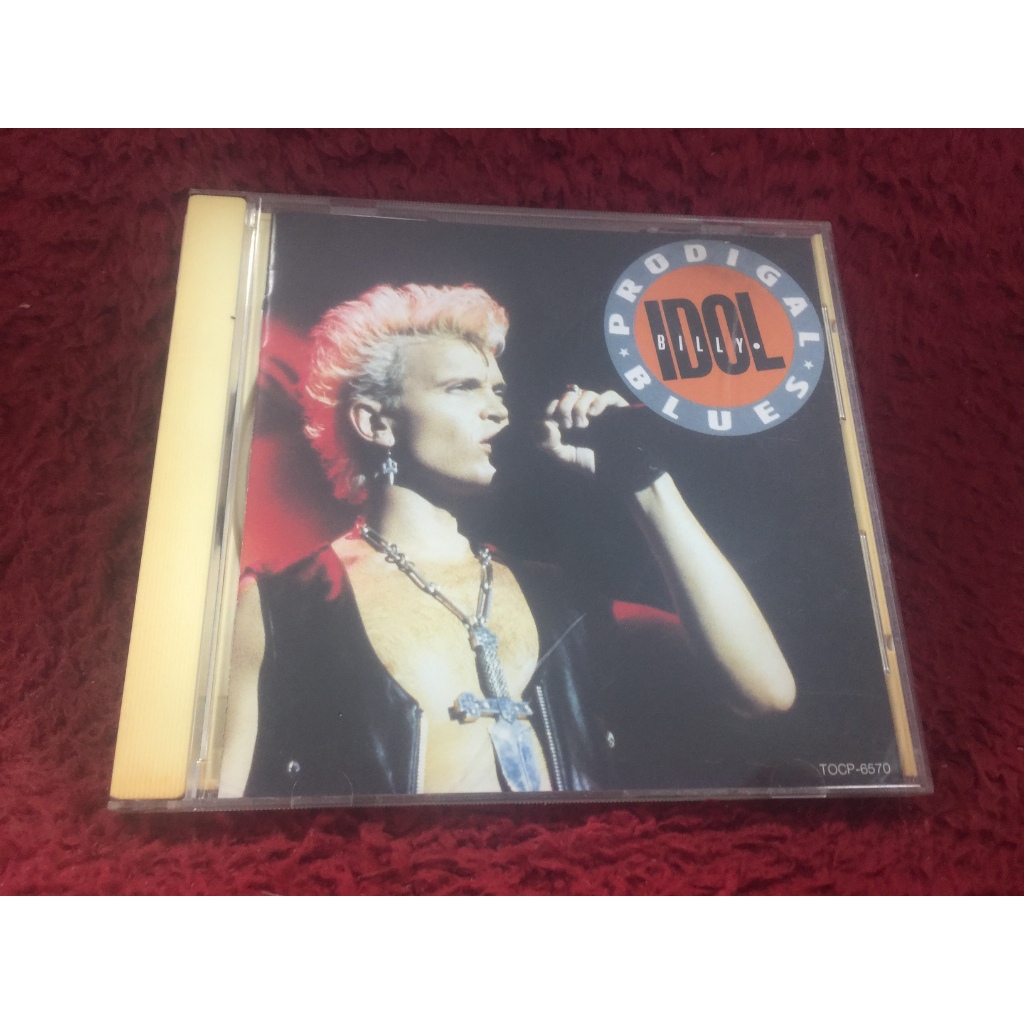 PRODIGAL
IDOL
BILLY
★ BLUES ★
TOCP-6570